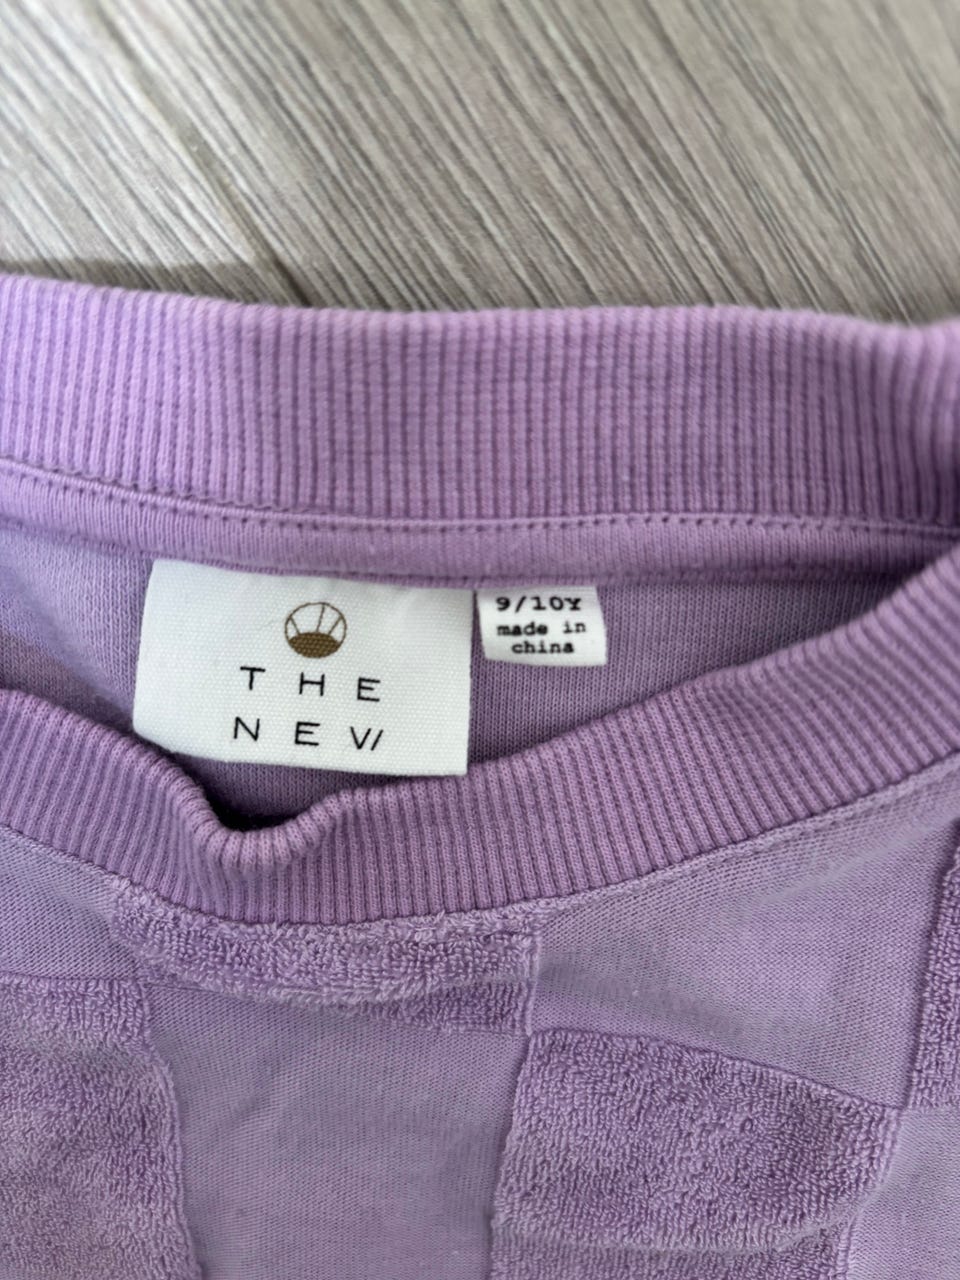 THE
NEW
9/10Y
made in
china